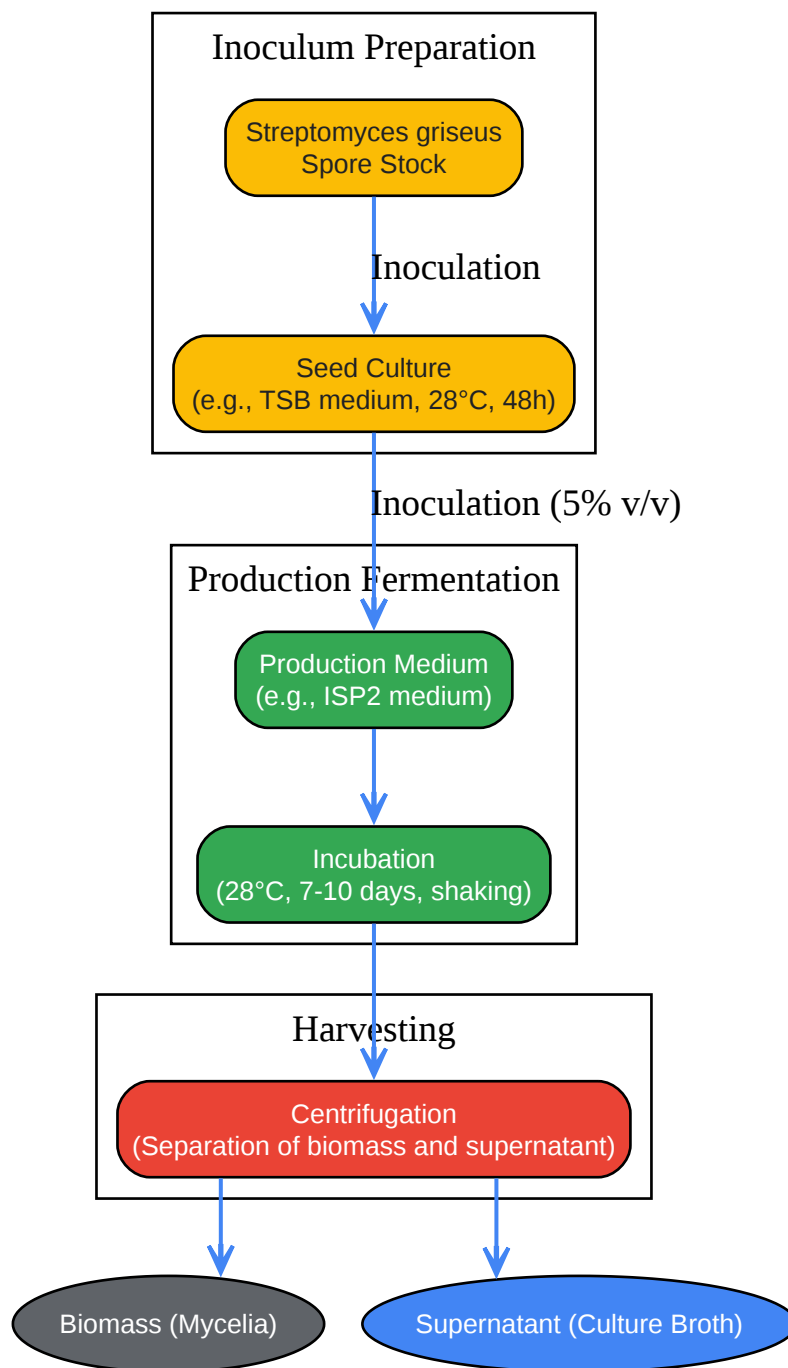 Inoculum Preparation
Streptomyces griseus
Spore Stock
Inoculation
Seed Culture
(e.g., TSB medium, 28°C, 48h)
Inoculation (5% v/v)
Production Fermentation
Production Medium
(e.g., ISP2 medium)
Incubation
(28°C, 7-10 days, shaking)
Harvesting
Centrifugation
(Separation of biomass and supernatant)
Biomass (Mycelia)
Supernatant (Culture Broth)